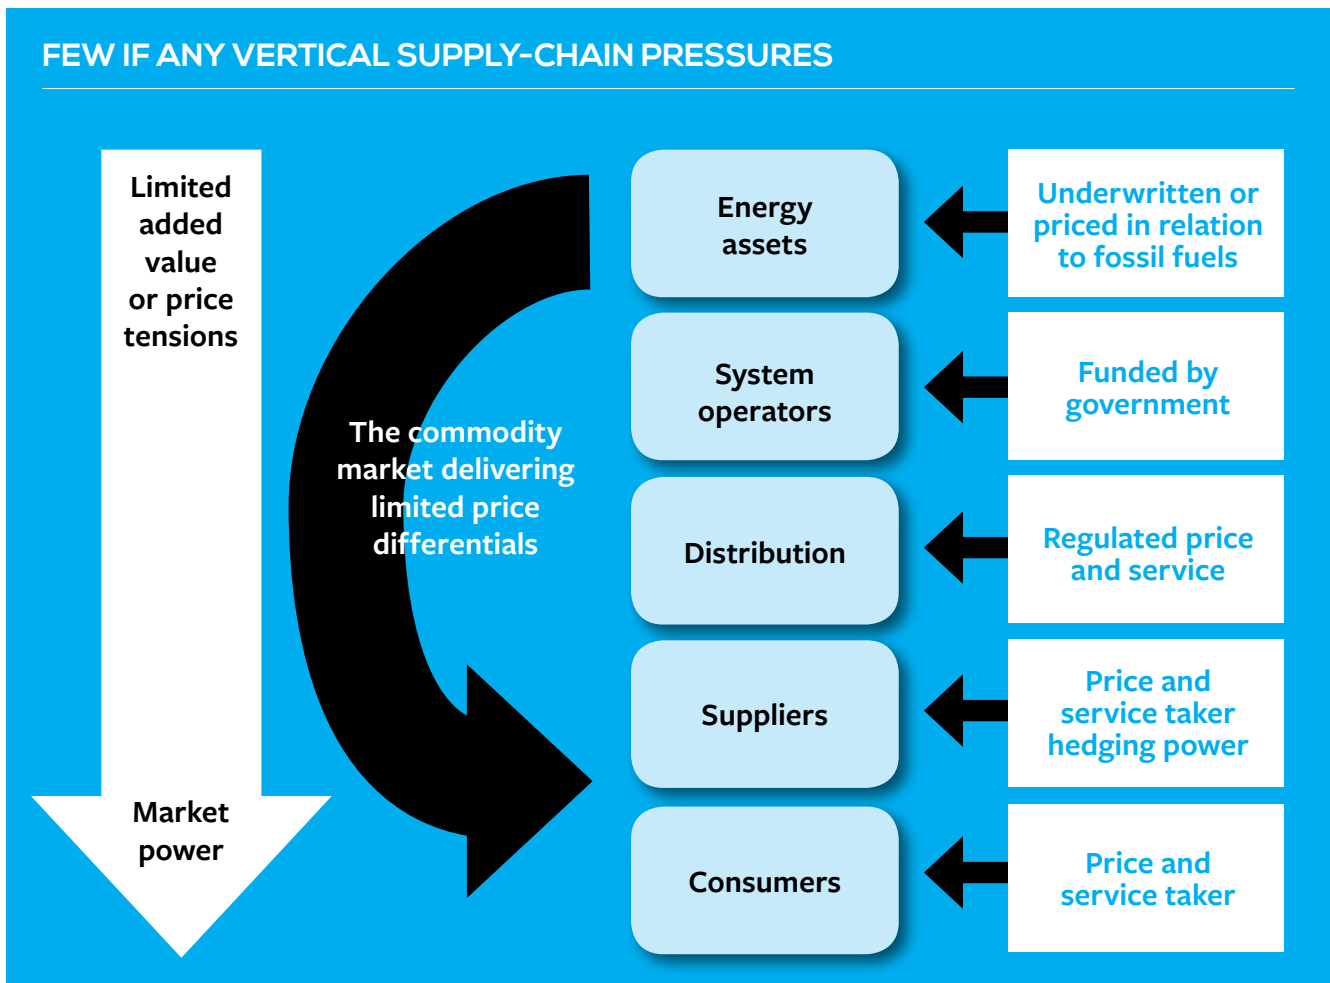 FEW IF ANY VERTICAL SUPPLY-CHAIN PRESSURES
Limited
added
value
or price
tensions
Market
power
The commodity
market delivering
limited price
differentials
Energy
assets
Underwritten or
priced in relation
to fossil fuels
System
operators
Funded by
government
Distribution
Regulated price
and service
Suppliers
Price and
service taker
hedging power
Consumers
Price and
service taker